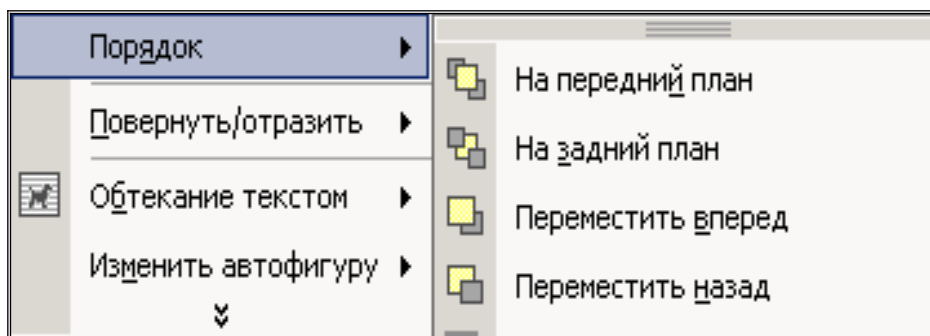 Порядок
Повернуть/отразить
Обтекание текстом
Изменить автофигуру
На передний план
На задний план
Переместить вперед
Переместить назад